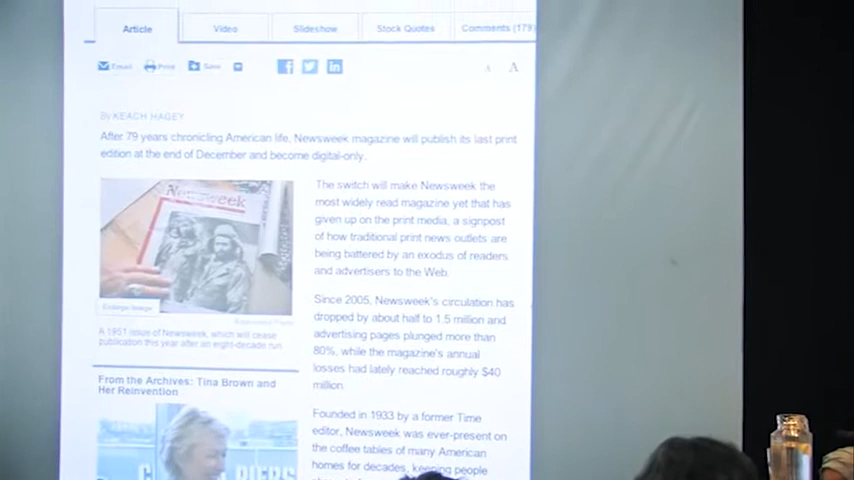 Article
Video
Slideshow
Stock Quotes
Comments (179)
Email
Print
Save
f
in
A
A
By KEACH HAGEY
After 79 years chronicling American life, Newsweek magazine will publish its last print
edition at the end of December and become digital-only.
Newsweek
Enlarge Image
A 1951 issue of Newsweek, which will cease
publication this year after an eight-decade run.
From the Archives: Tina Brown and
Her Reinvention
The switch will make Newsweek the
most widely read magazine yet that has
given up on the print media, a signpost
of how traditional print news outlets are
being battered by an exodus of readers
and advertisers to the Web.
Since 2005, Newsweek's circulation has
dropped by about half to 1.5 million and
advertising pages plunged more than
80%, while the magazine's annual
losses had lately reached roughly $40
million.
Founded in 1933 by a former Time
editor, Newsweek was ever-present on
the coffee tables of many American
homes for decades, keeping people